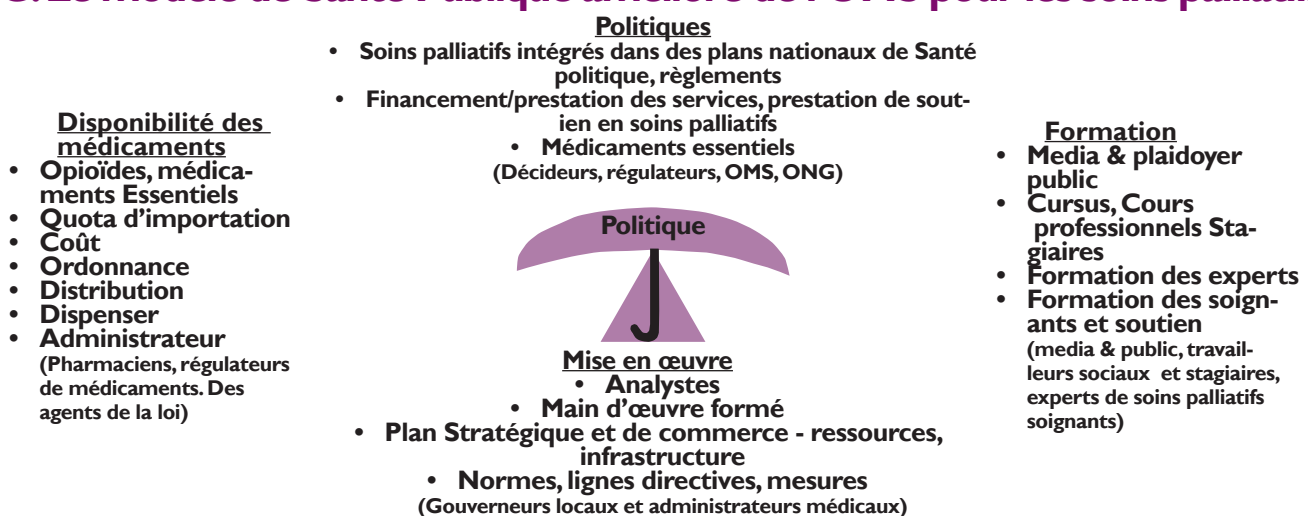 Politiques
• Soins palliatifs intégrés dans des plans nationaux de Santé
politique, règlements
• Financement/prestation des services, prestation de sout-
ien en soins palliatifs
• Médicaments essentiels
(Décideurs, régulateurs, OMS, ONG)
Disponibilité des
médicaments
• Opioïdes, médica-
ments Essentiels
• Quota d'importation
• Coût
• Ordonnance
• Distribution
• Dispenser
• Administrateur
(Pharmaciens, régulateurs
de médicaments. Des
agents de la loi)
Politique
Formation
• Media & plaidoyer
public
• Cursus, Cours
professionnels Sta-
giaires
• Formation des experts
• Formation des soign-
ants et soutien
(media & public, travail-
leurs sociaux et stagiaires,
experts de soins palliatifs
soignants)
Mise en œuvre
• Analystes
• Main d'œuvre formé
• Plan Stratégique et de commerce - ressources,
infrastructure
• Normes, lignes directives, mesures
(Gouverneurs locaux et administrateurs médicaux)